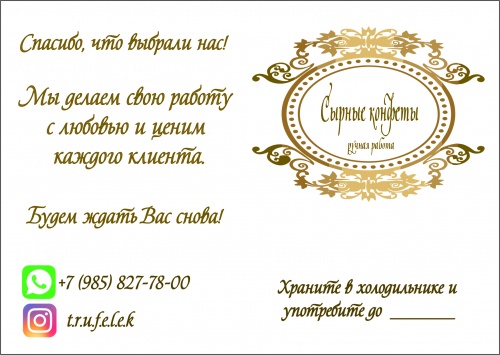 Спасибо, что выбрали нас!
Мы делаем свою работу
с любовью и ценим
каждого клиента.
Будем ждать Вас снова!
+7 (985) 827-78-00
t.r.u.f.e.l.e.k
Сырные конфеты
ручная работа
Храните в холодильнике и
употребите до ________